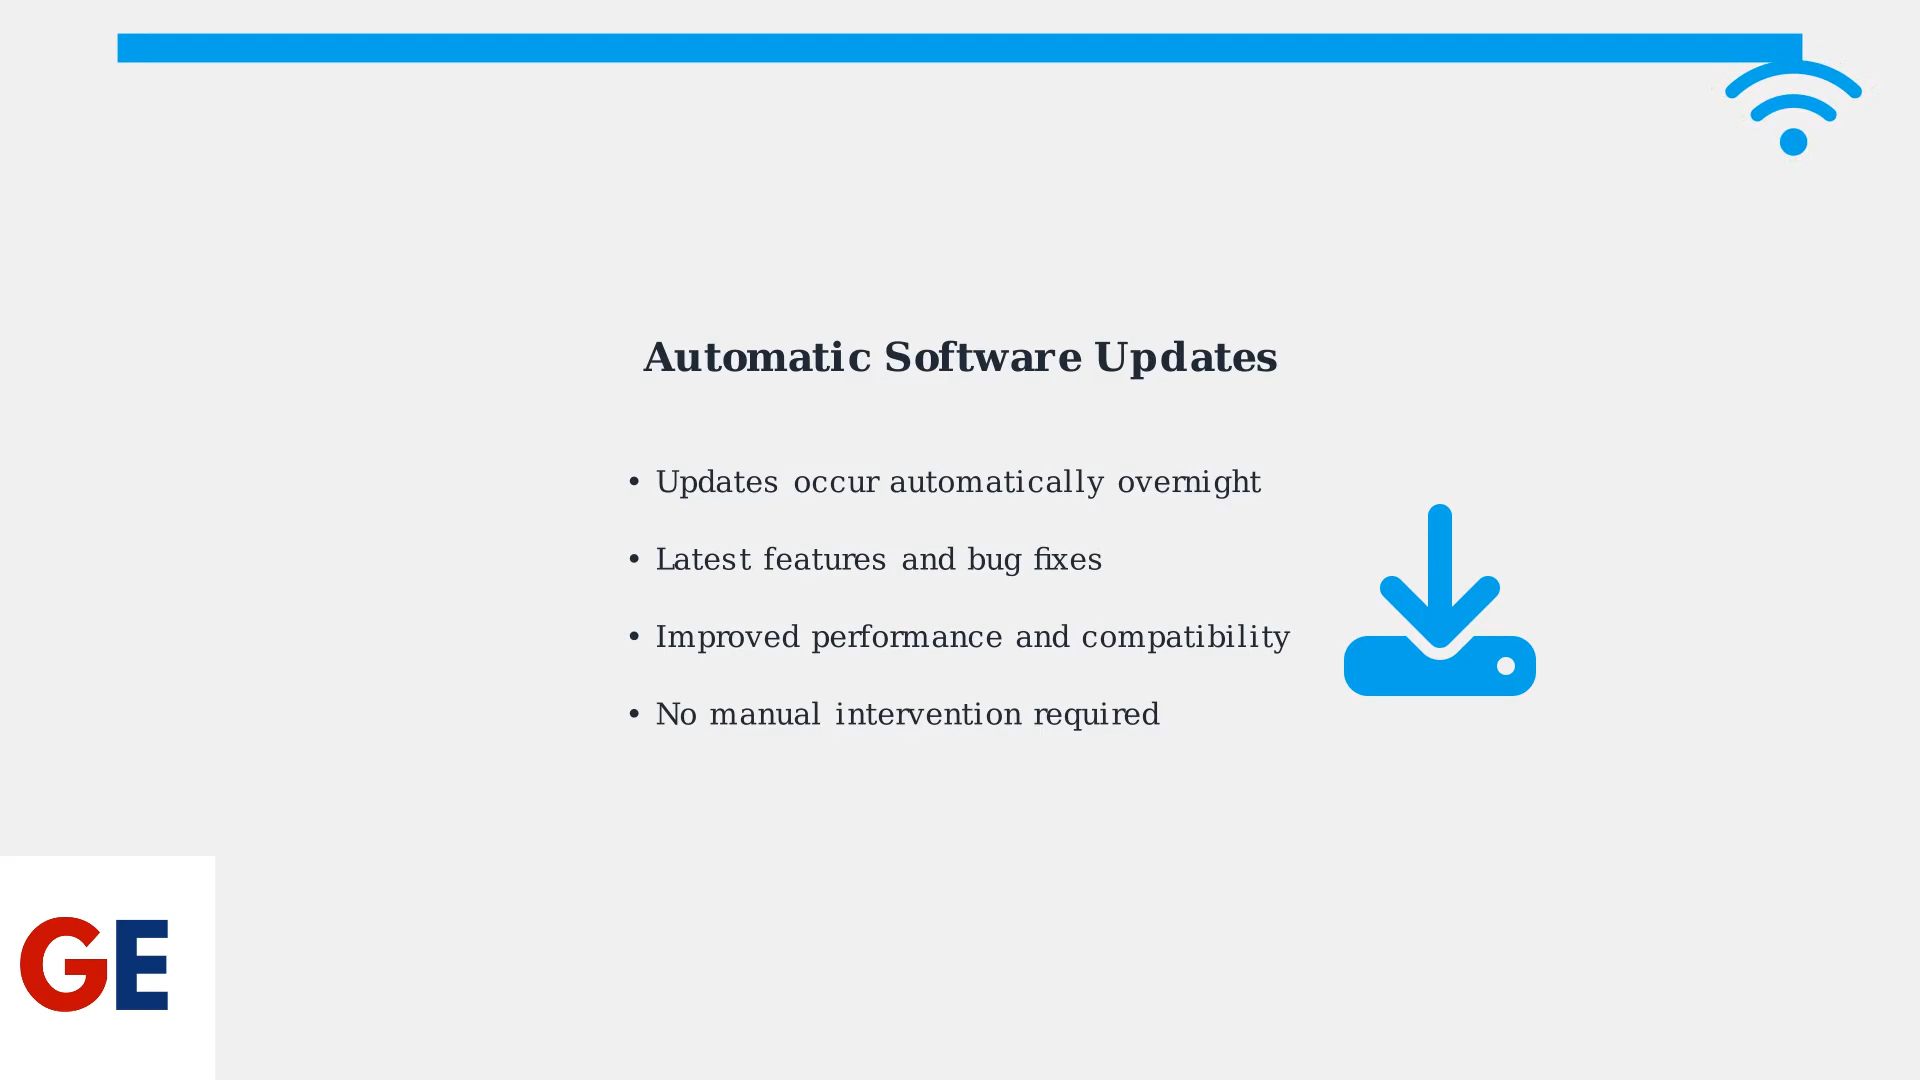 Automatic Software Updates
• Updates occur automatically overnight
• Latest features and bug fixes
• Improved performance and compatibility
• No manual intervention required
GE